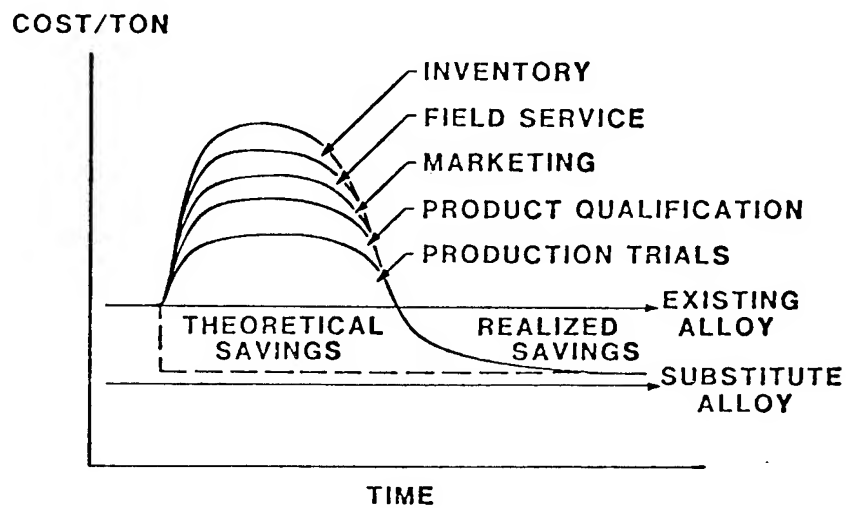 COST/TON
INVENTORY
FIELD SERVICE
MARKETING
PRODUCT QUALIFICATION
PRODUCTION TRIALS
EXISTING
ALLOY
THEORETICAL
SAVINGS
REALIZED
SAVINGS
SUBSTITUTE
ALLOY
TIME